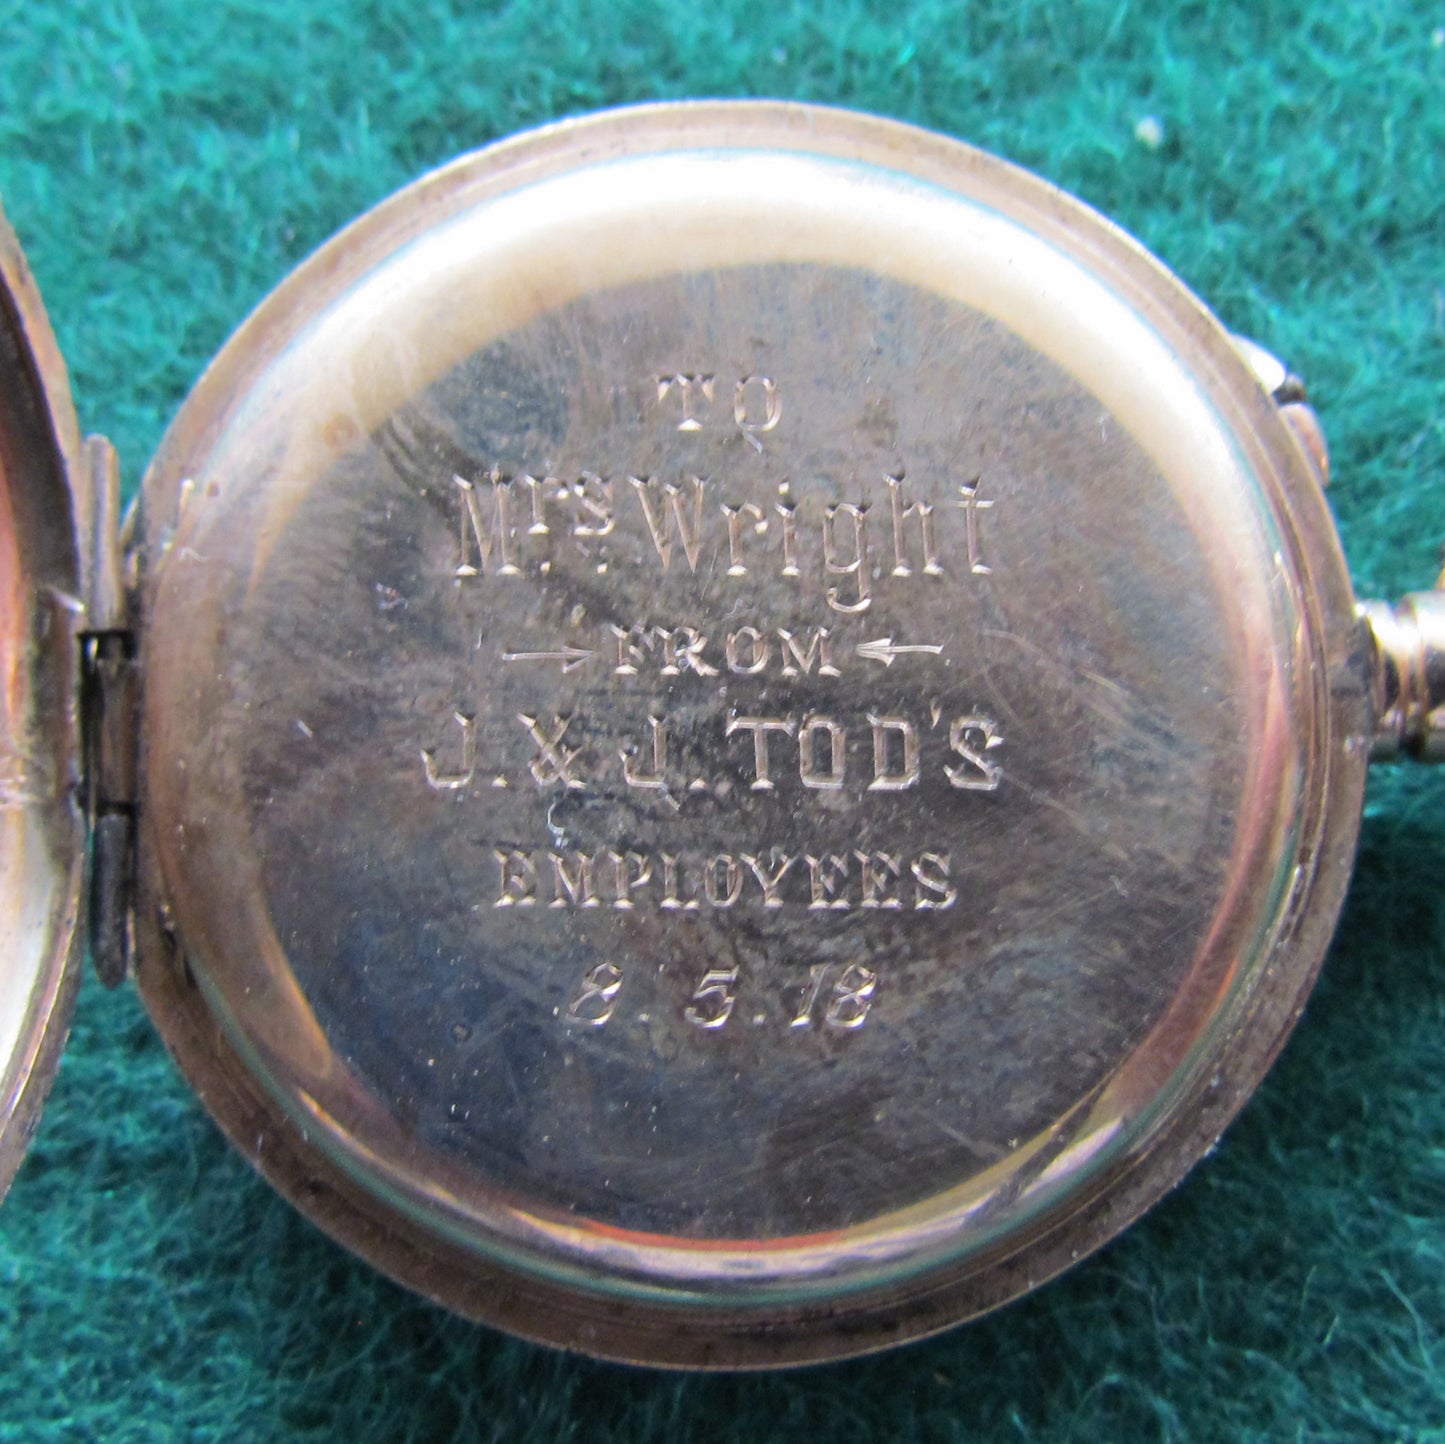 TO
Mrs. Wright
FROM
J. & J. TOD'S
EMPLOYEES
8.5.18